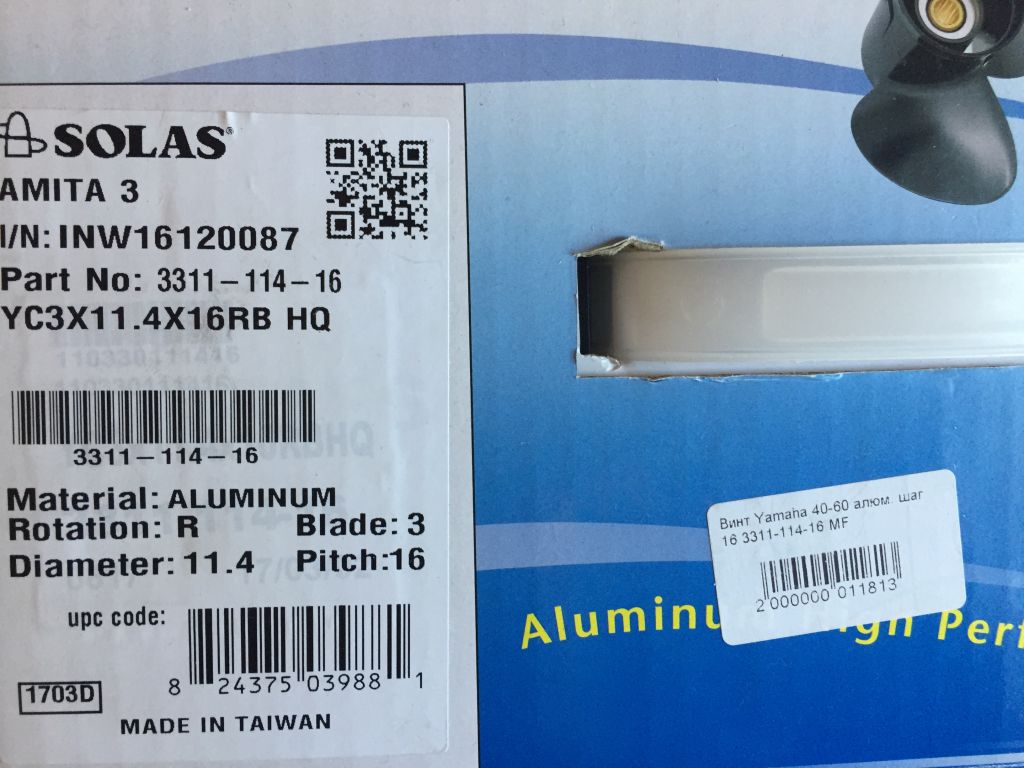 SOLAS®
AMITA 3
I/N: INW16120087
Part No: 3311-114-16
YC3X11.4X16RB HQ
3311-114-16
Material: ALUMINUM
Rotation: R Blade: 3
Diameter: 11.4 Pitch: 16
upc code:
8 24375 03988 1
1703D
MADE IN TAIWAN
Винт Yamaha 40-60 алюм. шаг
16 3311-114-16 MF
2 000000 011813